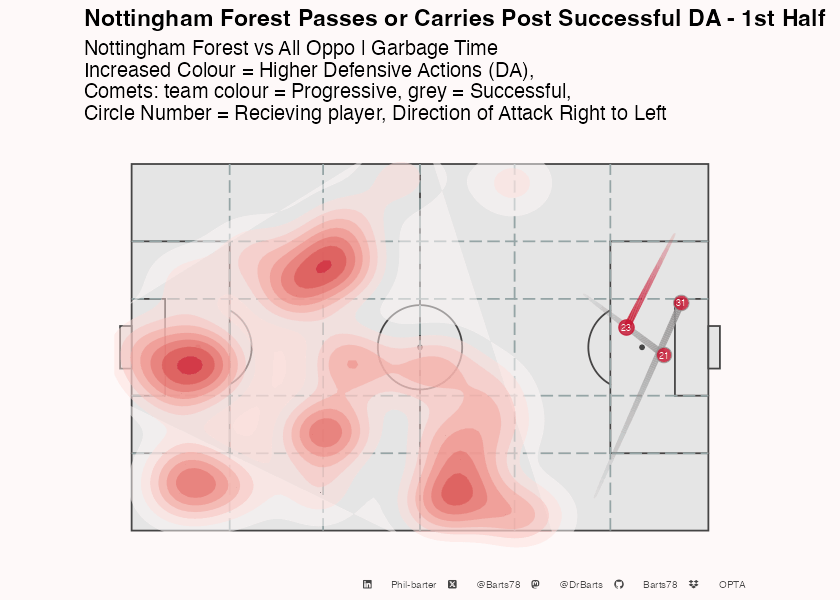 Nottingham Forest Passes or Carries Post Successful DA - 1st Half
Nottingham Forest vs All Oppo l Garbage Time
Increased Colour = Higher Defensive Actions (DA),
Comets: team colour = Progressive, grey = Successful,
Circle Number = Recieving player, Direction of Attack Right to Left
31
23
21
Phil-barter @Barts78 @DrBarts Barts78 OPTA